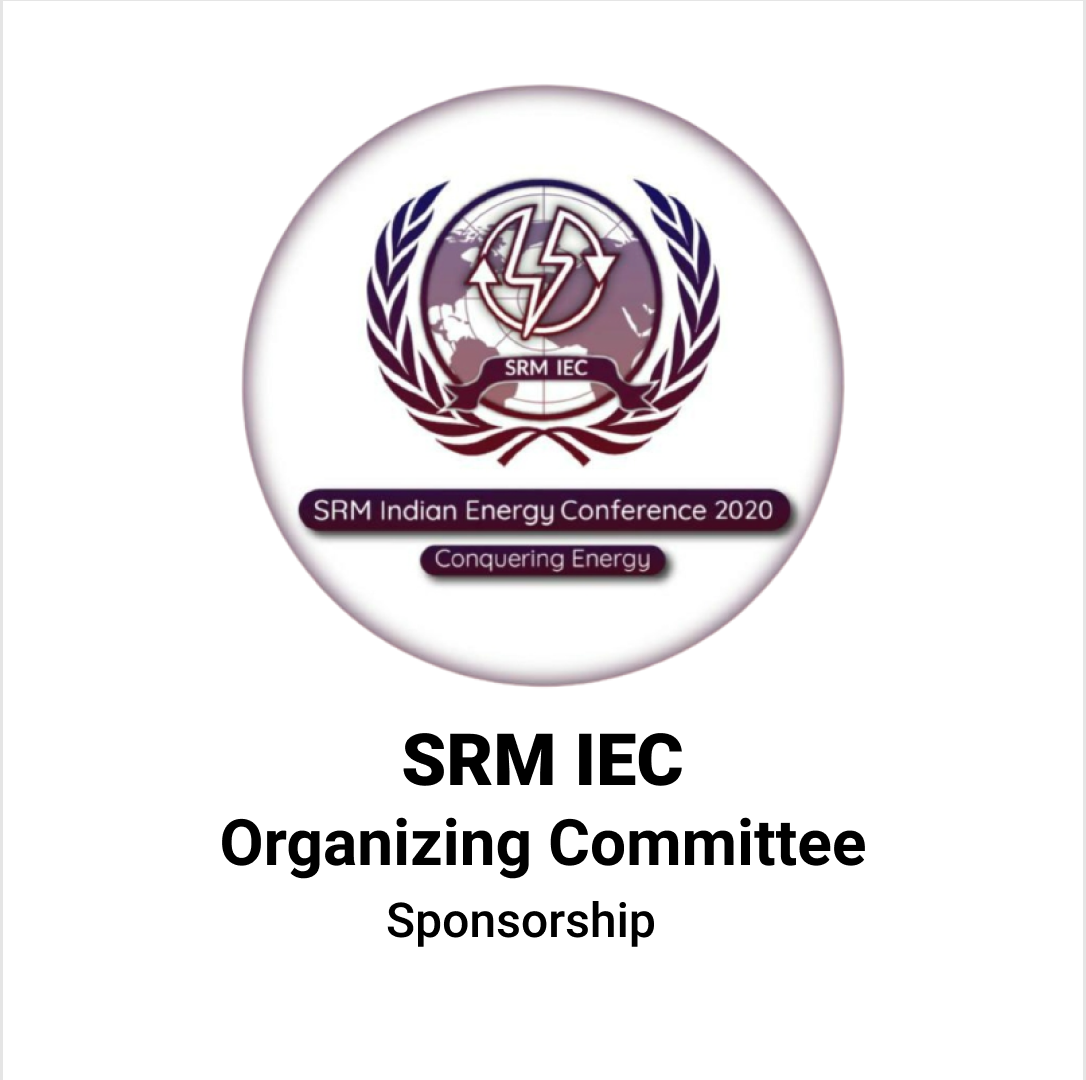 SRM IEC
SRM Indian Energy Conference 2020
Conquering Energy
SRM IEC
Organizing Committee
Sponsorship